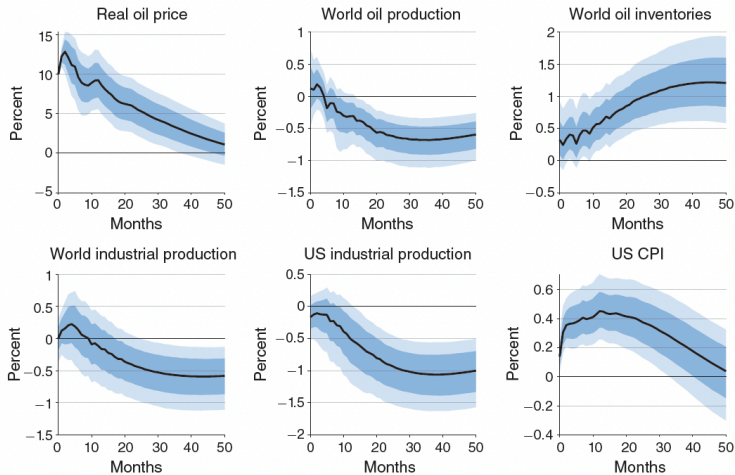 Real oil price
World oil production
World oil inventories
15
10
5
0
−5
Percent
0 10 20 30 40 50
Months
1
0.5
0
−0.5
−1
−1.5
Percent
0 10 20 30 40 50
Months
2
1.5
1
0.5
0
−0.5
Percent
0 10 20 30 40 50
Months
World industrial production
US industrial production
US CPI
1
0.5
0
−0.5
−1
−1.5
Percent
0 10 20 30 40 50
Months
0.5
0
−0.5
−1
−1.5
−2
Percent
0 10 20 30 40 50
Months
0.6
0.4
0.2
0
−0.2
−0.4
Percent
0 10 20 30 40 50
Months